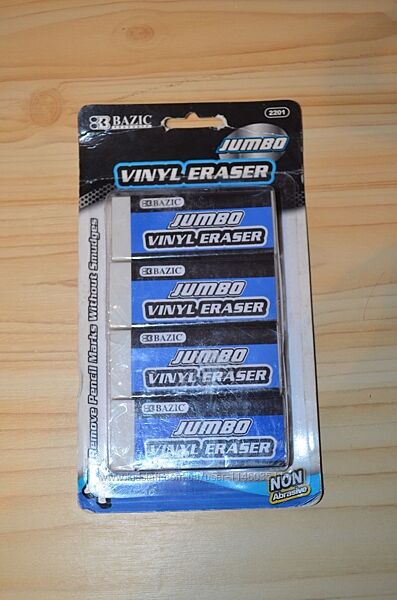 BAZIC
PRODUCTS
2201
JUMBO
VINYL ERASER
Remove Pencil Marks Without Smudges
BAZIC
JUMBO
VINYL ERASER
BAZIC
JUMBO
VINYL ERASER
BAZIC
JUMBO
VINYL ERASER
BAZIC
JUMBO
VINYL ERASER
NON
Abrasive